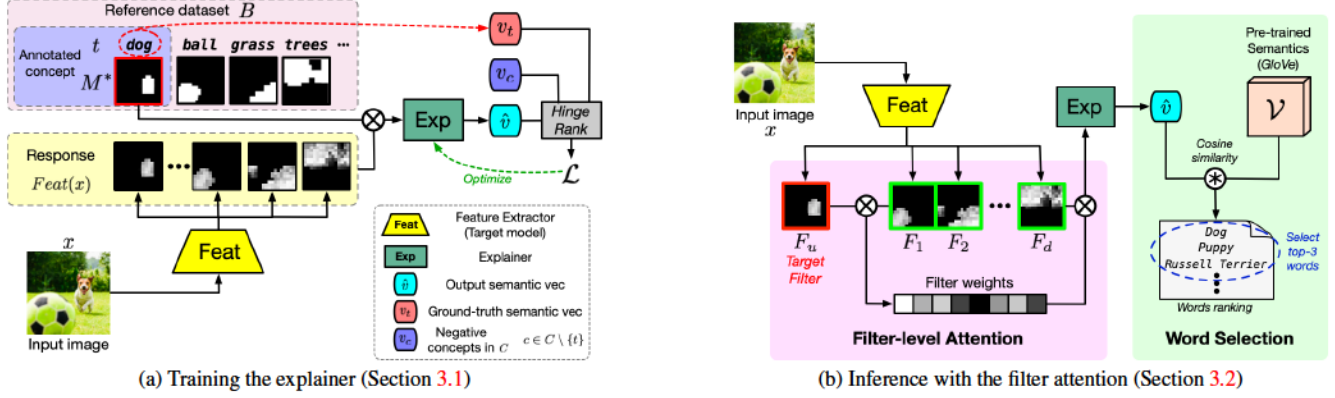 Reference dataset B
Annotated concept
t
M*
dog
ball
grass
trees
...
v_t
v_c
v̂
Exp
Hinge Rank
Optimize
ℒ
Response
Feat(x)
Feat
x
Input image
Feat
Feature Extractor
(Target model)
Exp
Explainer
v̂
Output semantic vec
v_t
Ground-truth semantic vec
v_c
Negative
concepts in C
c ∈ C \ {t}
(a) Training the explainer (Section 3.1)
Input image
x
Feat
F_u
Target
Filter
F_1
F_2
F_d
Filter weights
Filter-level Attention
Exp
v̂
Pre-trained
Semantics
(GloVe)
𝒱
Cosine
similarity
Dog
Puppy
Russell Terrier
Words ranking
Select
top-3
words
Word Selection
(b) Inference with the filter attention (Section 3.2)